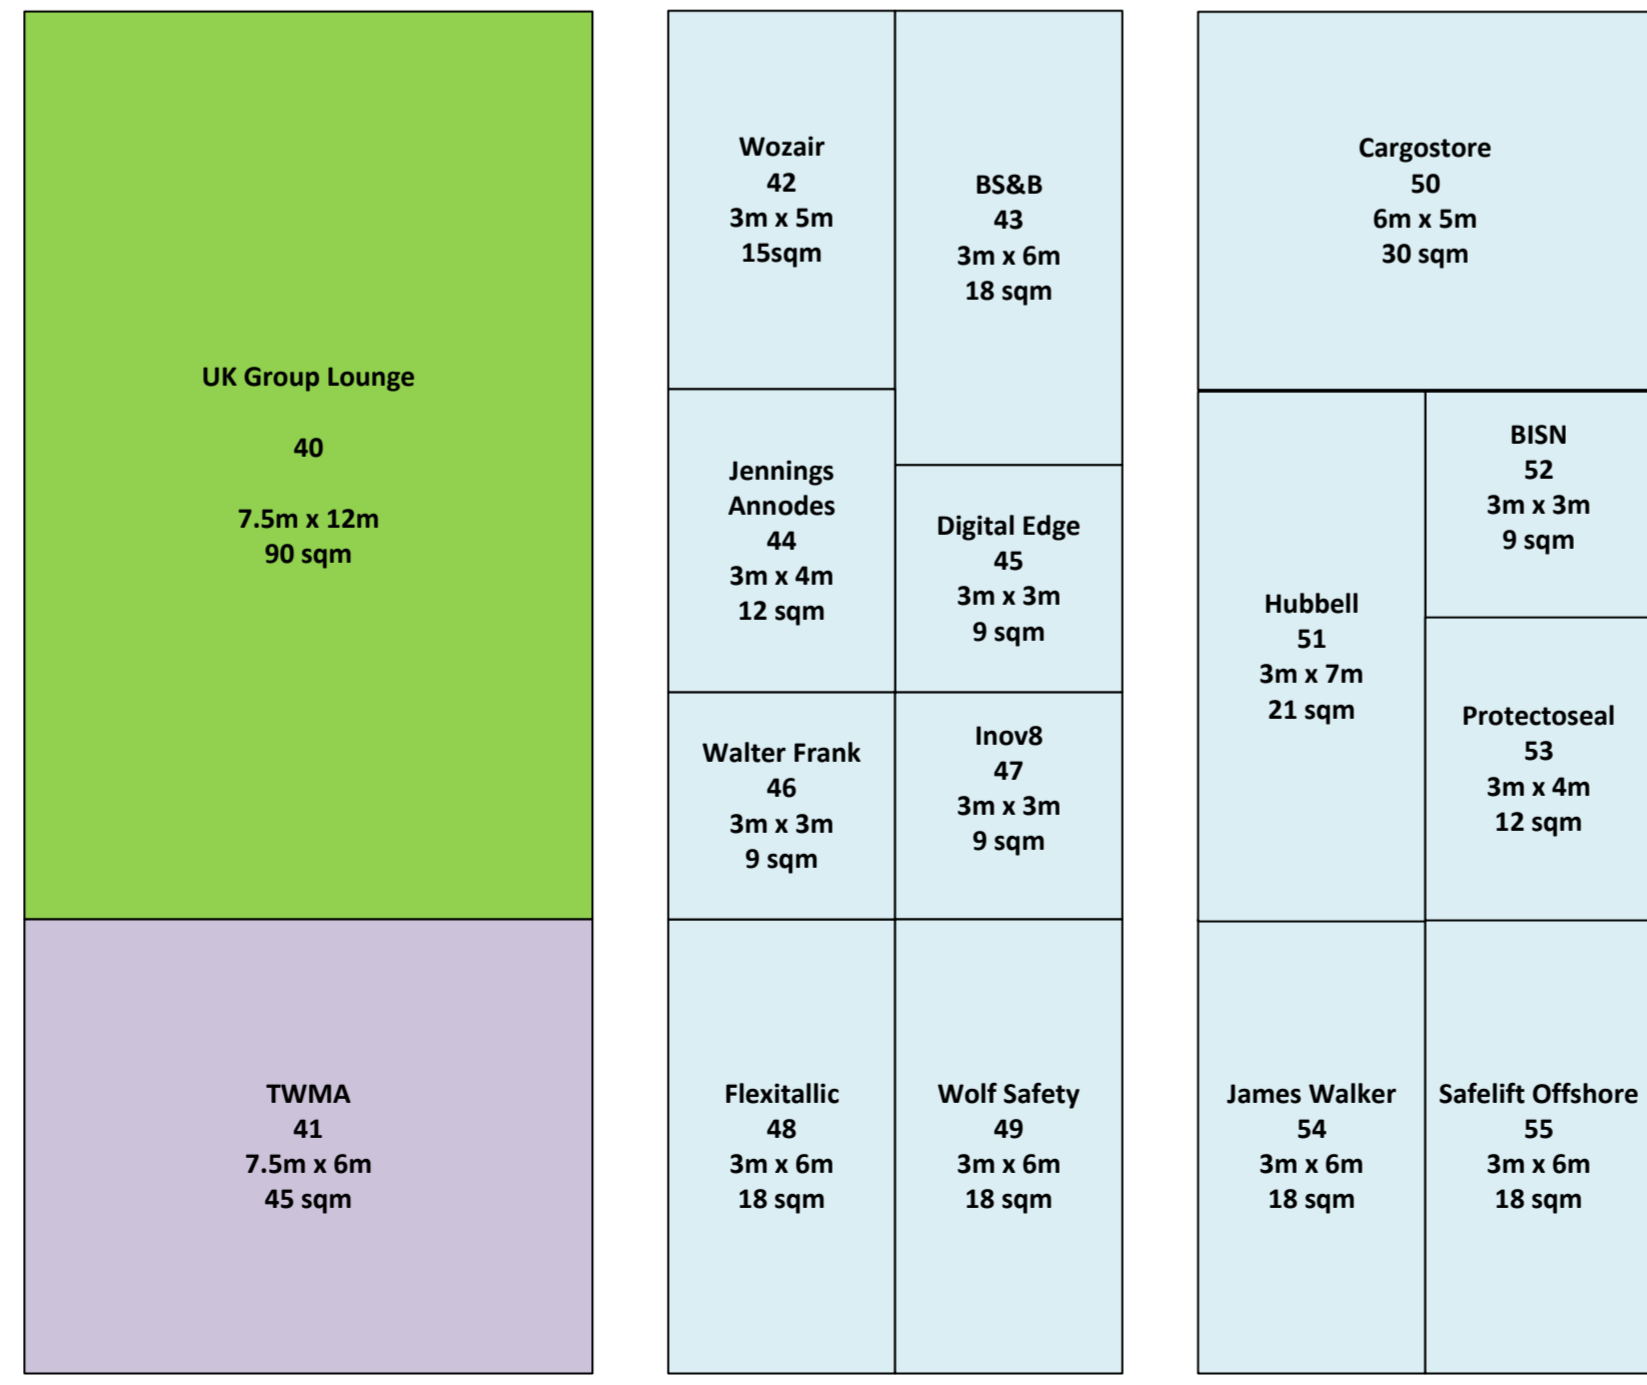 UK Group Lounge
40
7.5m x 12m
90 sqm
TWMA
41
7.5m x 6m
45 sqm
Wozair
42
3m x 5m
15sqm
BS&B
43
3m x 6m
18 sqm
Jennings
Annodes
44
3m x 4m
12 sqm
Digital Edge
45
3m x 3m
9 sqm
Walter Frank
46
3m x 3m
9 sqm
Inov8
47
3m x 3m
9 sqm
Flexitallic
48
3m x 6m
18 sqm
Wolf Safety
49
3m x 6m
18 sqm
Cargostore
50
6m x 5m
30 sqm
Hubbell
51
3m x 7m
21 sqm
BISN
52
3m x 3m
9 sqm
Protectoseal
53
3m x 4m
12 sqm
James Walker
54
3m x 6m
18 sqm
Safelift Offshore
55
3m x 6m
18 sqm